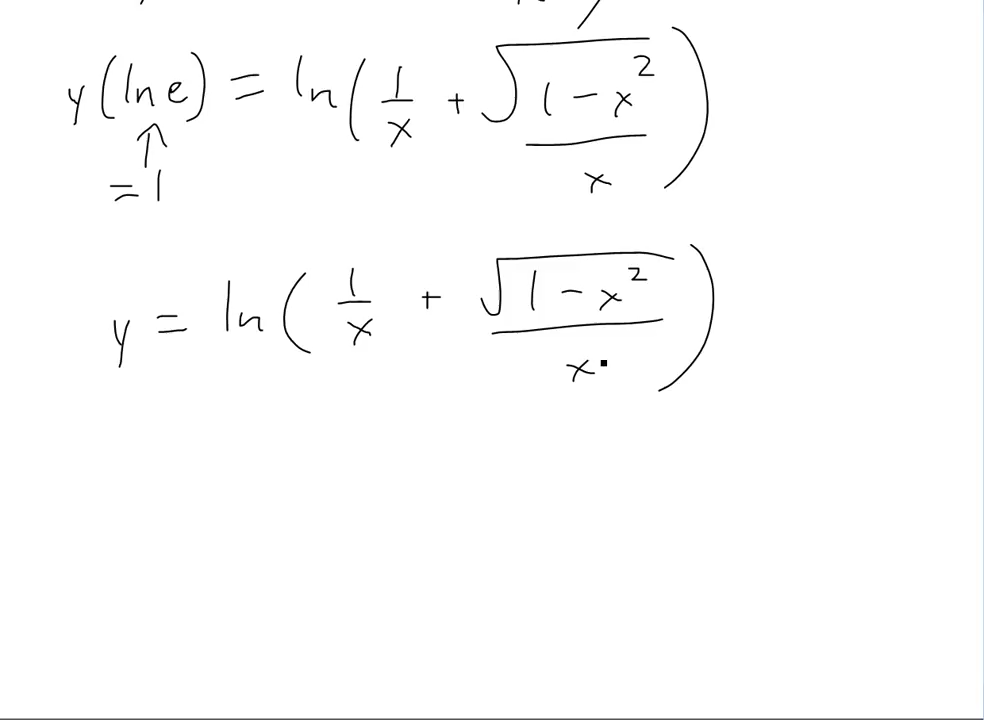 y(ln e) = ln(1/x + √(1 - x²)/x)
↑
= 1
y = ln(1/x + √(1 - x²)/x)